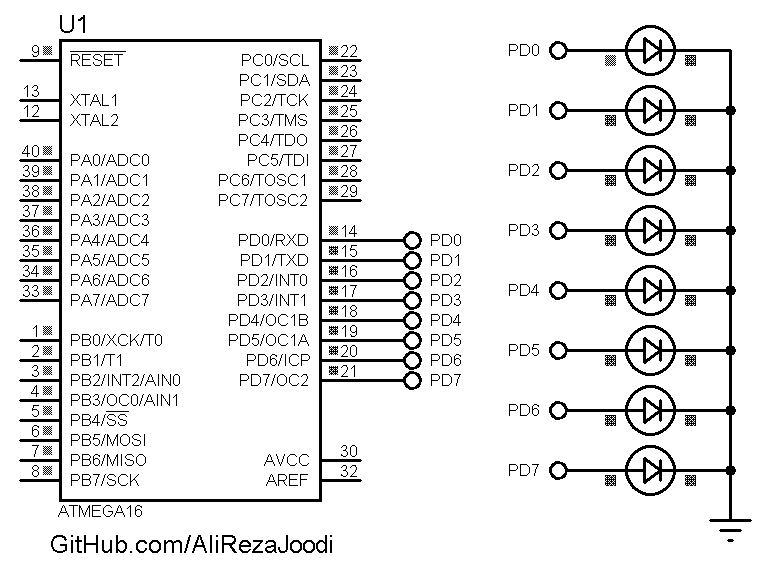 U1
9 RESET
13 XTAL1
12 XTAL2
40 PA0/ADC0
39 PA1/ADC1
38 PA2/ADC2
37 PA3/ADC3
36 PA4/ADC4
35 PA5/ADC5
34 PA6/ADC6
33 PA7/ADC7
1 PB0/XCK/T0
2 PB1/T1
3 PB2/INT2/AIN0
4 PB3/OC0/AIN1
5 PB4/SS
6 PB5/MOSI
7 PB6/MISO
8 PB7/SCK
PC0/SCL 22
PC1/SDA 23
PC2/TCK 24
PC3/TMS 25
PC4/TDO 26
PC5/TDI 27
PC6/TOSC1 28
PC7/TOSC2 29
PD0/RXD 14 PD0
PD1/TXD 15 PD1
PD2/INT0 16 PD2
PD3/INT1 17 PD3
PD4/OC1B 18 PD4
PD5/OC1A 19 PD5
PD6/ICP 20 PD6
PD7/OC2 21 PD7
AVCC 30
AREF 32
ATMEGA16
GitHub.com/AliRezaJoodi
PD0
PD1
PD2
PD3
PD4
PD5
PD6
PD7